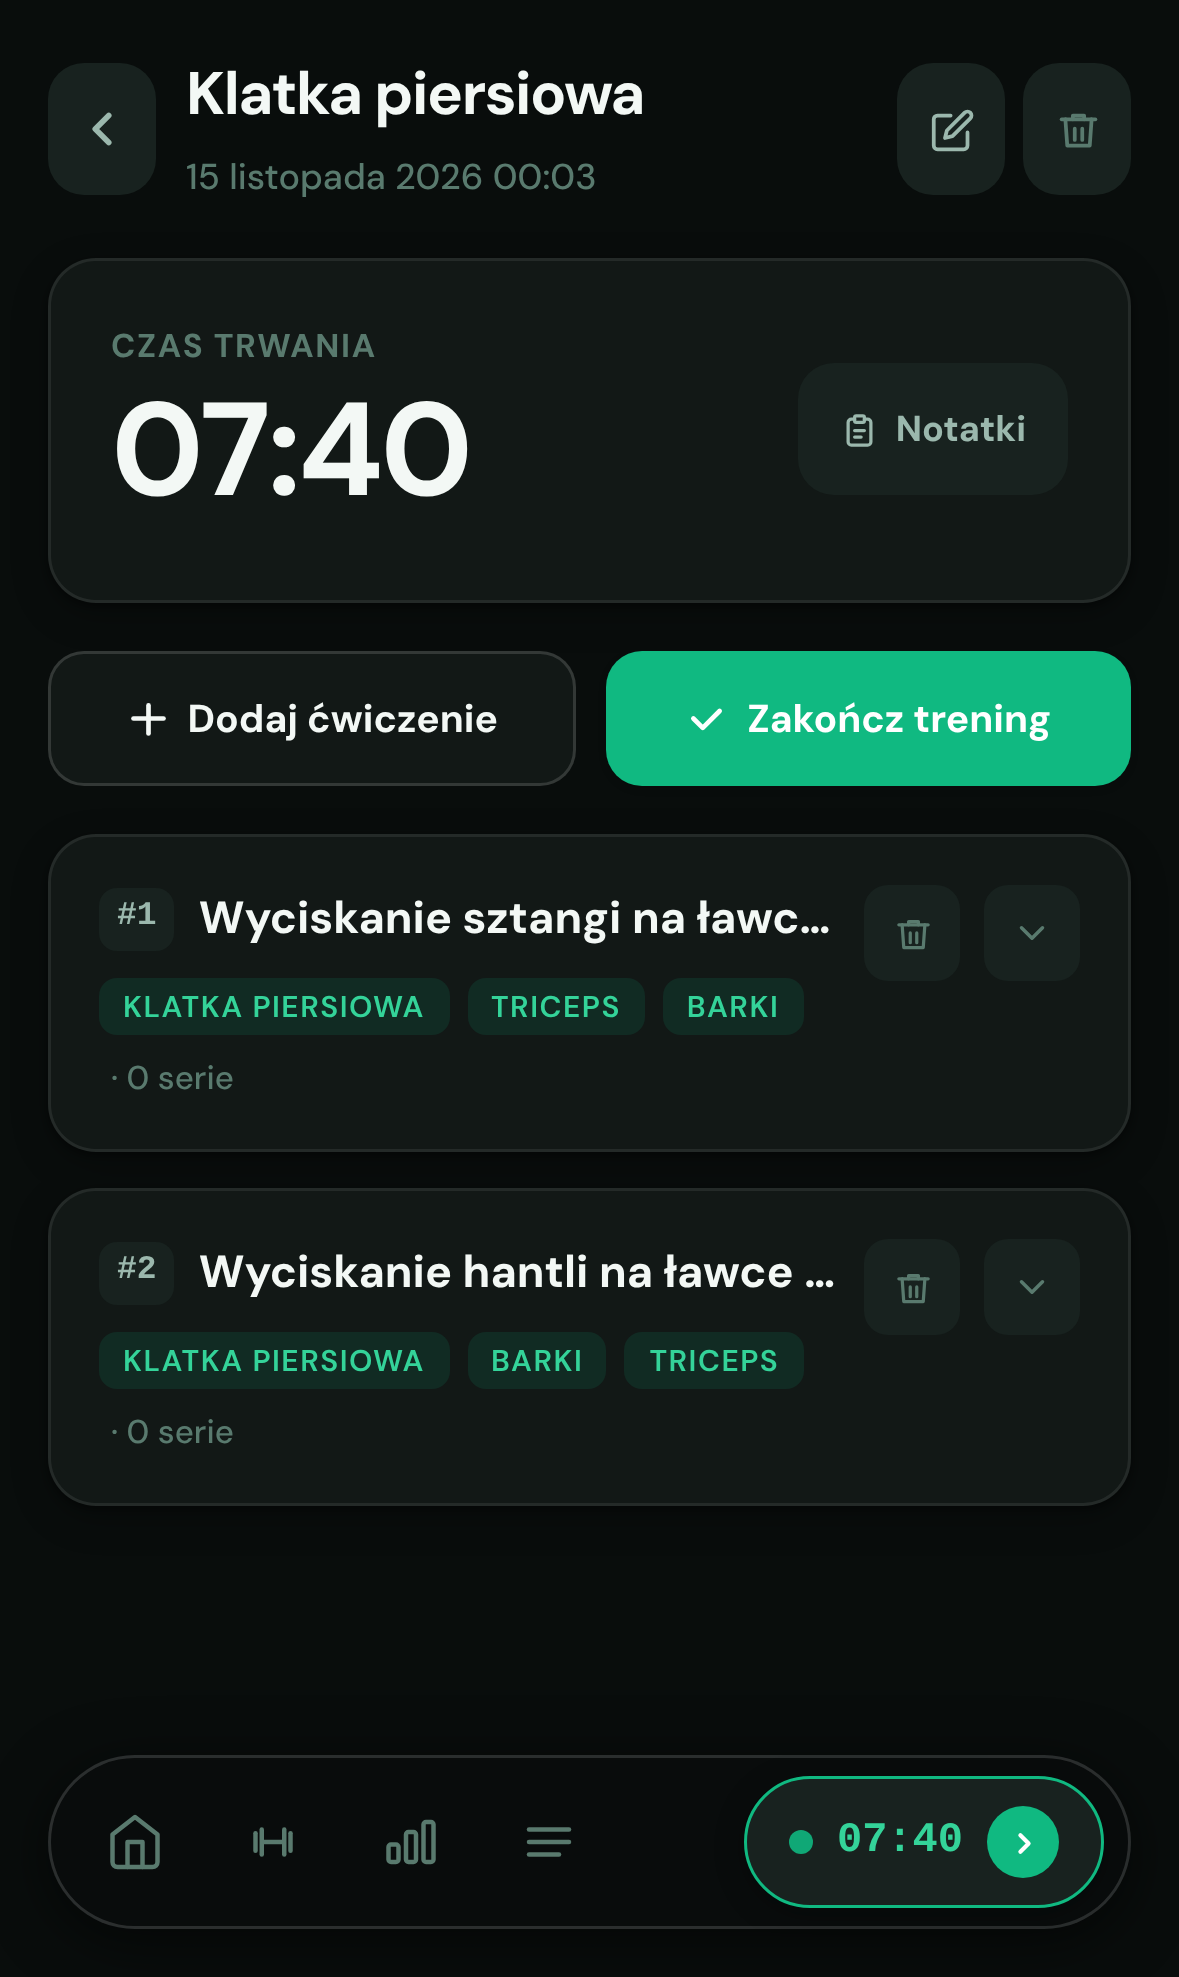 Klatka piersiowa
15 listopada 2026 00:03
CZAS TRWANIA
07:40
Notatki
Dodaj ćwiczenie
Zakończ trening
#1 Wyciskanie sztangi na ławc...
KLATKA PIERSIOWA TRICEPS BARKI
· 0 serie
#2 Wyciskanie hantli na ławce ...
KLATKA PIERSIOWA BARKI TRICEPS
· 0 serie
07:40